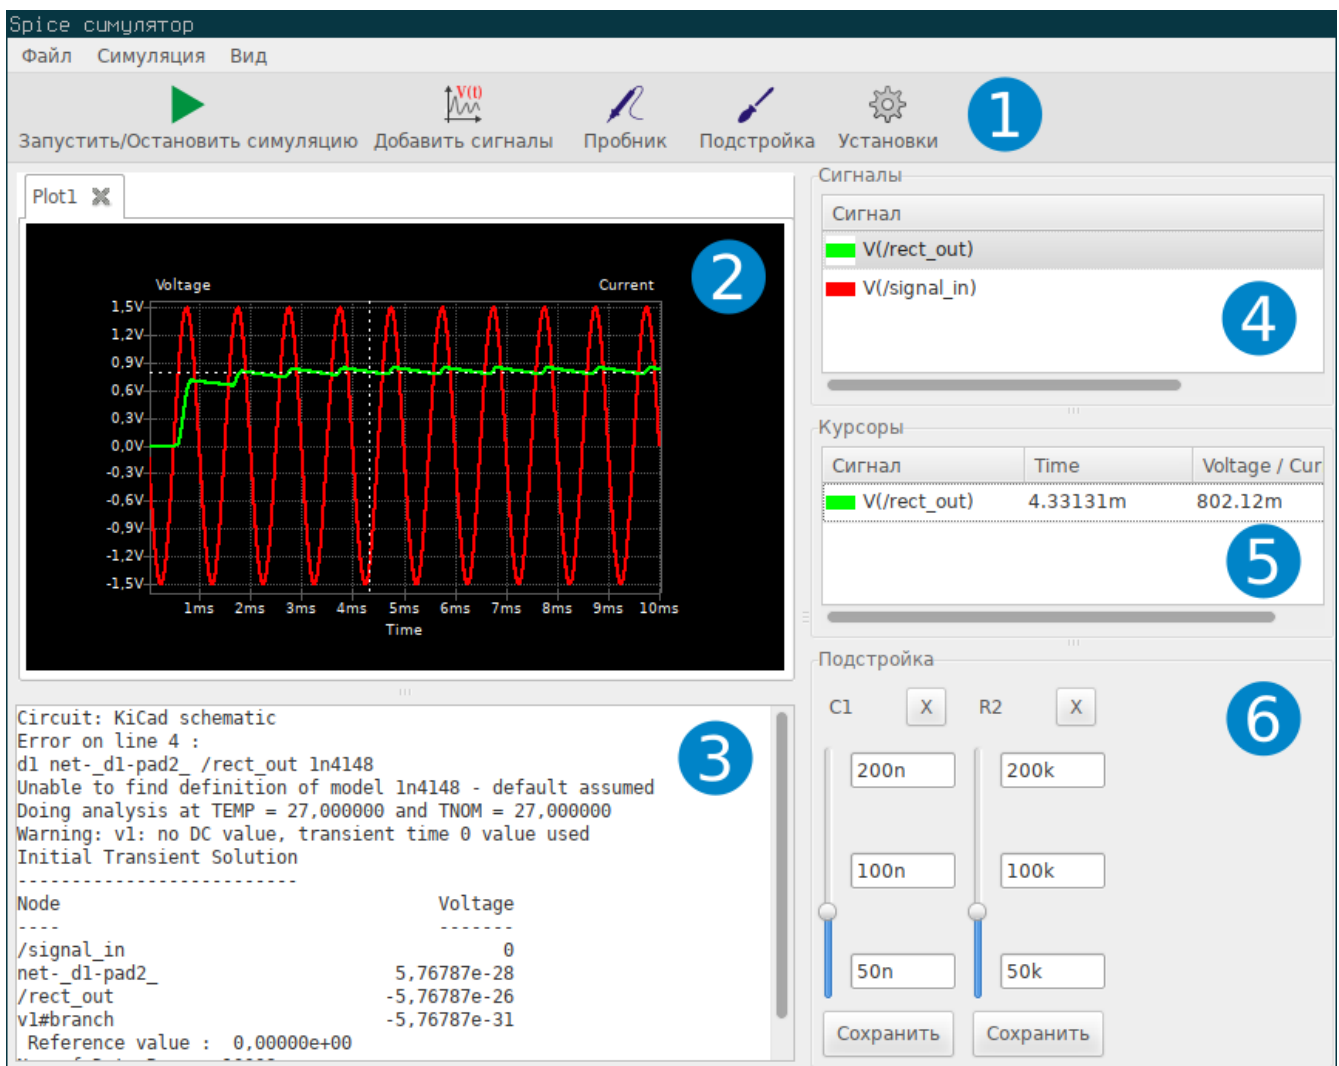 Spice симулятор
Файл Симуляция Вид
Запустить/Остановить симуляцию Добавить сигналы Пробник Подстройка Установки
1
Plot1
2
Voltage Current
1,5V
1,2V
0,9V
0,6V
0,3V
0,0V
-0,3V
-0,6V
-0,9V
-1,2V
-1,5V
1ms 2ms 3ms 4ms 5ms 6ms 7ms 8ms 9ms 10ms
Time
Circuit: KiCad schematic
Error on line 4 :
d1 net-_d1-pad2_ /rect_out 1n4148
Unable to find definition of model 1n4148 - default assumed
Doing analysis at TEMP = 27,000000 and TNOM = 27,000000
Warning: v1: no DC value, transient time 0 value used
Initial Transient Solution
--------------------------
Node Voltage
---- -------
/signal_in 0
net-_d1-pad2_ 5,76787e-28
/rect_out -5,76787e-26
v1#branch -5,76787e-31
Reference value : 0,00000e+00
3
Сигналы
Сигнал
V(/rect_out)
V(/signal_in)
4
Курсоры
Сигнал Time Voltage / Cur
V(/rect_out) 4.33131m 802.12m
5
Подстройка
C1 X R2 X
6
200n 200k
100n 100k
50n 50k
Сохранить Сохранить